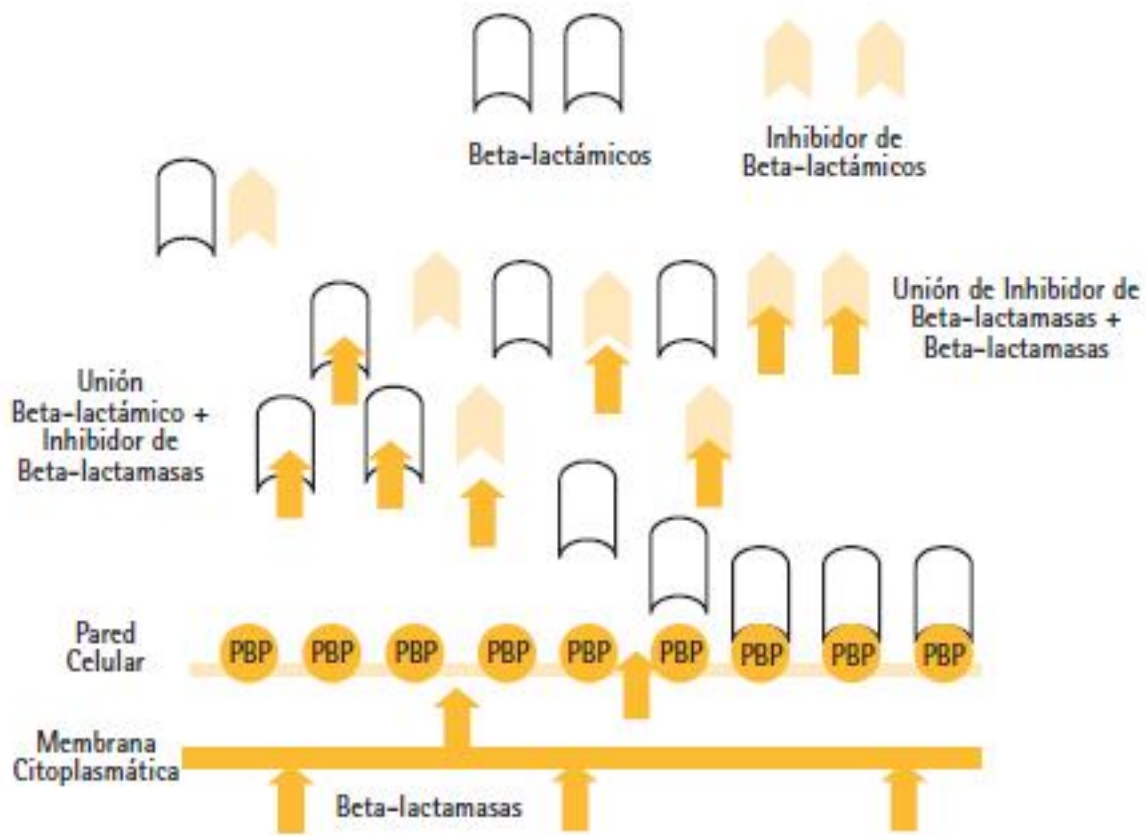 Beta-lactámicos
Inhibidor de
Beta-lactámicos
Unión de Inhibidor de
Beta-lactamasas +
Beta-lactamasas
Unión
Beta-lactámico +
Inhibidor de
Beta-lactamasas
Pared
Celular
PBP PBP PBP PBP PBP PBP PBP PBP PBP
Membrana
Citoplasmática
Beta-lactamasas